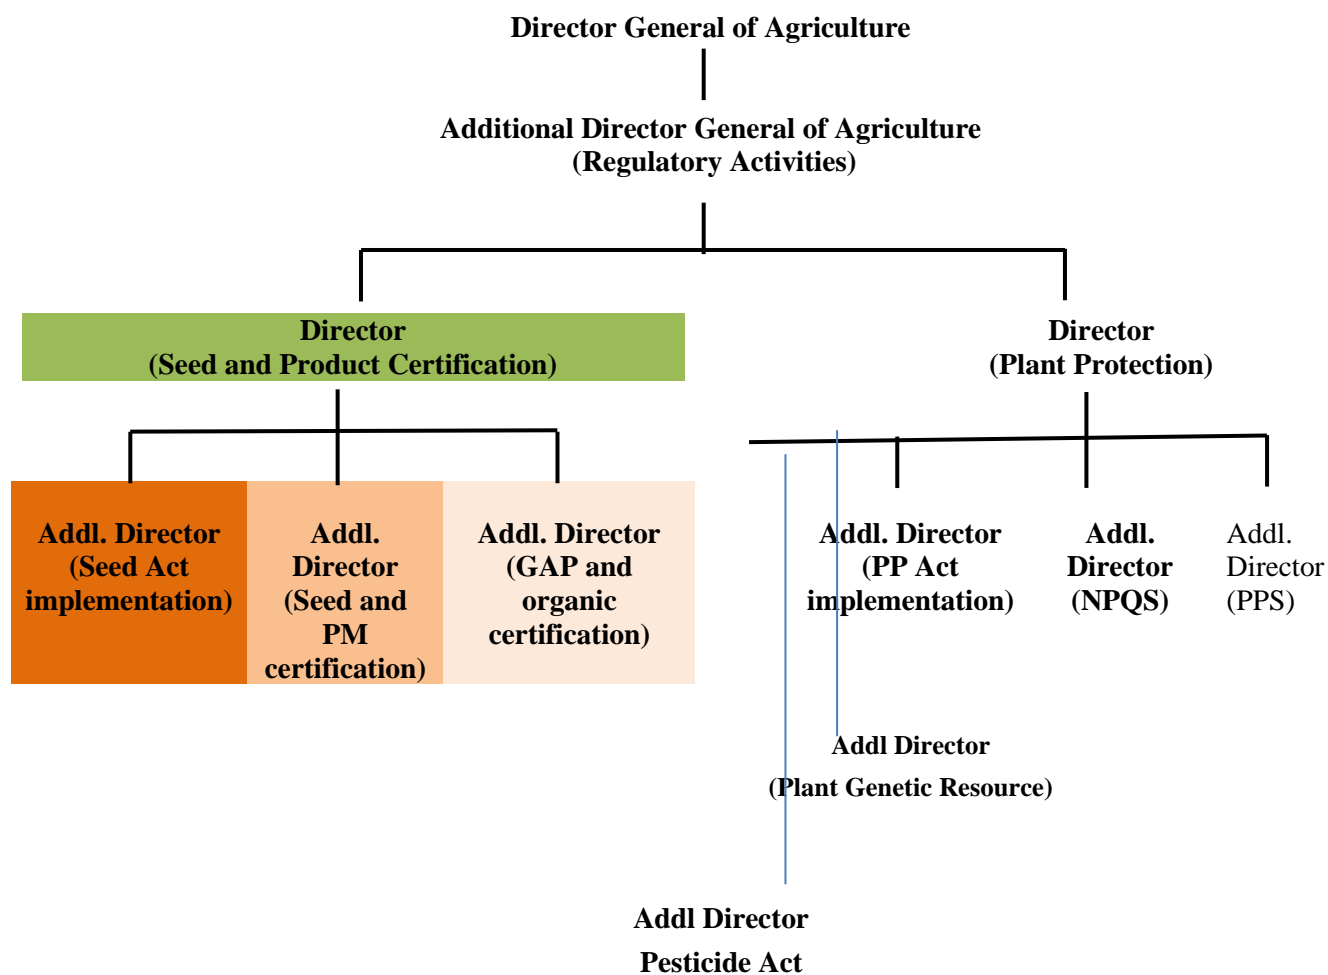 Director General of Agriculture
Additional Director General of Agriculture
(Regulatory Activities)
Director
(Seed and Product Certification)
Director
(Plant Protection)
Addl. Director
(Seed Act
implementation)
Addl.
Director
(Seed and
PM
certification)
Addl. Director
(GAP and
organic
certification)
Addl. Director
(PP Act
implementation)
Addl.
Director
(NPQS)
Addl.
Director
(PPS)
Addl Director
(Plant Genetic Resource)
Addl Director
Pesticide Act